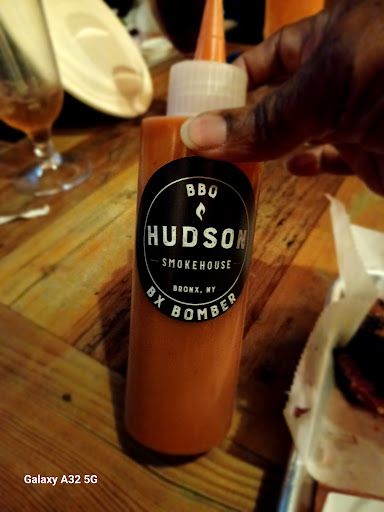 BBQ
HUDSON
SMOKEHOUSE
BRONX, NY
BX BOMBER
Galaxy A32 5G